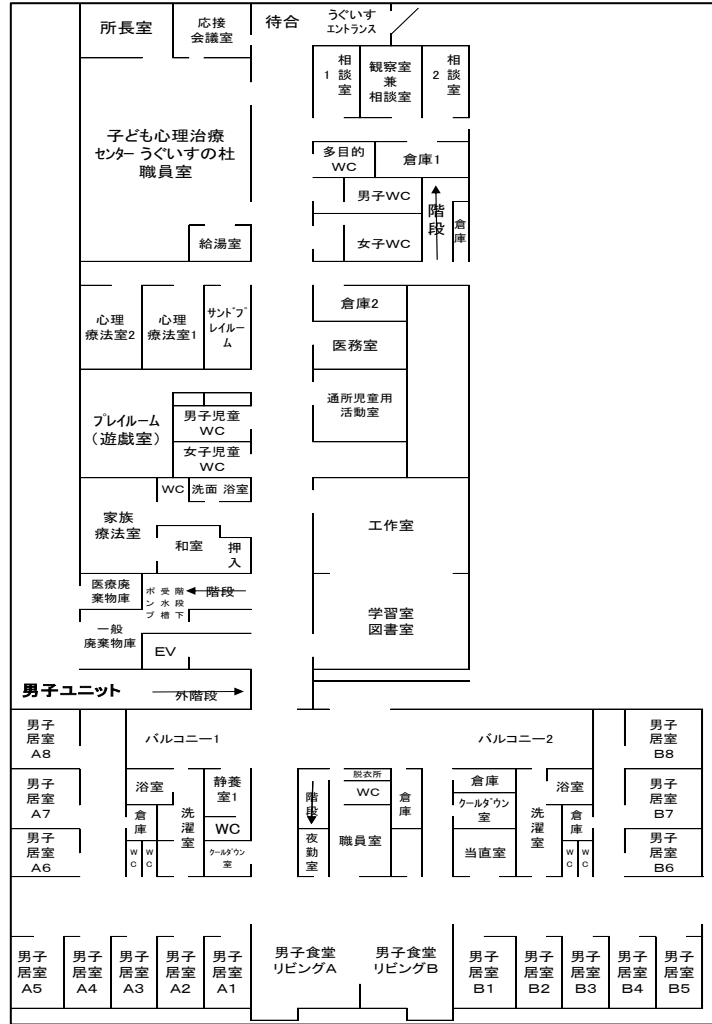 所長室
応接
会議室
待合
うぐいす
エントランス
相談室
1
観察室
兼
相談室
相談室
2
子ども心理治療
センター うぐいすの杜
職員室
多目的
WC
倉庫1
男子WC
階段
倉庫
給湯室
女子WC
心理
療法室2
心理
療法室1
サンドプ
レイルー
ム
倉庫2
医務室
プレイルーム
（遊戯室）
男子児童
WC
女子児童
WC
通所児童用
活動室
WC
洗面
浴室
家族
療法室
和室
押
入
工作室
医療廃
棄物庫
階段下
受水槽
ポンプ
階段
一般
廃棄物庫
EV
学習室
図書室
男子ユニット
外階段
男子
居室
A8
バルコニー1
バルコニー2
男子
居室
B8
男子
居室
A7
浴室
静養
室1
階段
脱衣所
WC
倉庫
倉庫
クールダウン
室
洗濯室
浴室
男子
居室
B7
倉庫
洗濯室
WC
倉庫
男子
居室
A6
WC
WC
クールダウン
室
夜勤室
職員室
当直室
WC
WC
男子
居室
B6
男子
居室
A5
男子
居室
A4
男子
居室
A3
男子
居室
A2
男子
居室
A1
男子食堂
リビングA
男子食堂
リビングB
男子
居室
B1
男子
居室
B2
男子
居室
B3
男子
居室
B4
男子
居室
B5